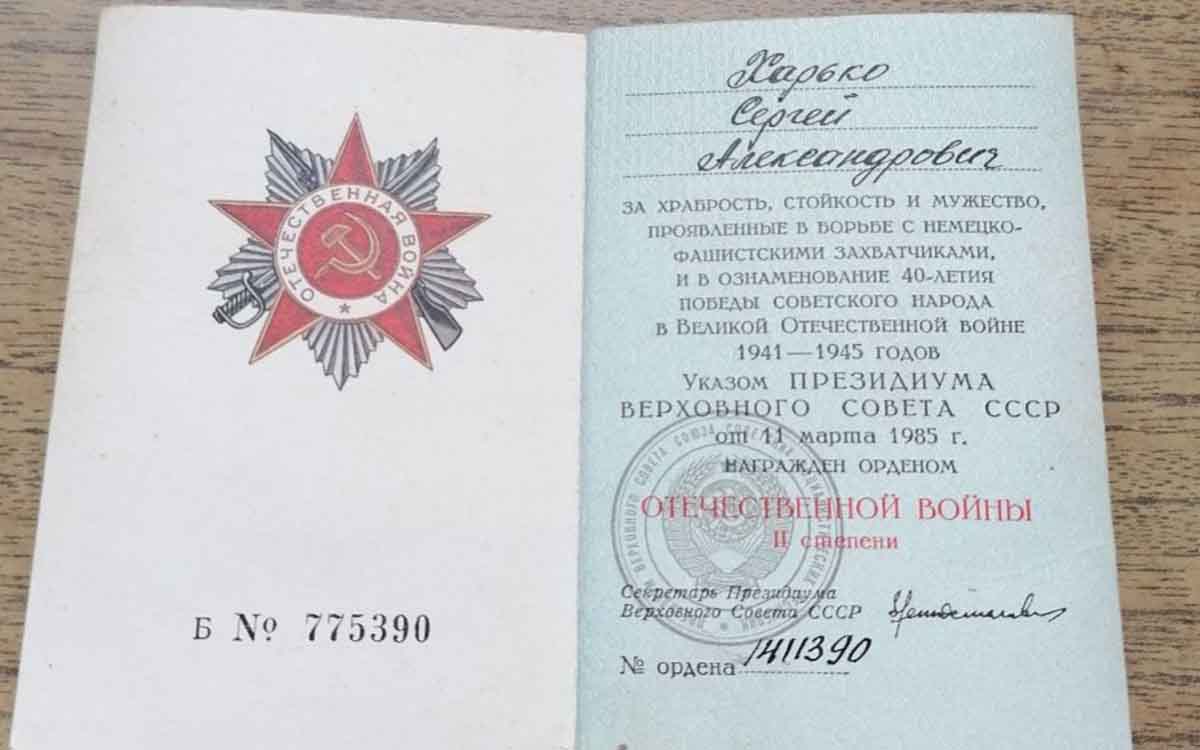 ОТЕЧЕСТВЕННАЯ ВОЙНА
Б № 775390
Харько
Сергей
Александрович
ЗА ХРАБРОСТЬ, СТОЙКОСТЬ И МУЖЕСТВО,
ПРОЯВЛЕННЫЕ В БОРЬБЕ С НЕМЕЦКО-
ФАШИСТСКИМИ ЗАХВАТЧИКАМИ,
И В ОЗНАМЕНОВАНИЕ 40-ЛЕТИЯ
ПОБЕДЫ СОВЕТСКОГО НАРОДА
В ВЕЛИКОЙ ОТЕЧЕСТВЕННОЙ ВОЙНЕ
1941—1945 ГОДОВ
УКАЗОМ ПРЕЗИДИУМА
ВЕРХОВНОГО СОВЕТА СССР
от 11 марта 1985 г.
НАГРАЖДЕН ОРДЕНОМ
ОТЕЧЕСТВЕННОЙ ВОЙНЫ
II степени
Секретарь Президиума
Верховного Совета СССР
№ ордена 1411390